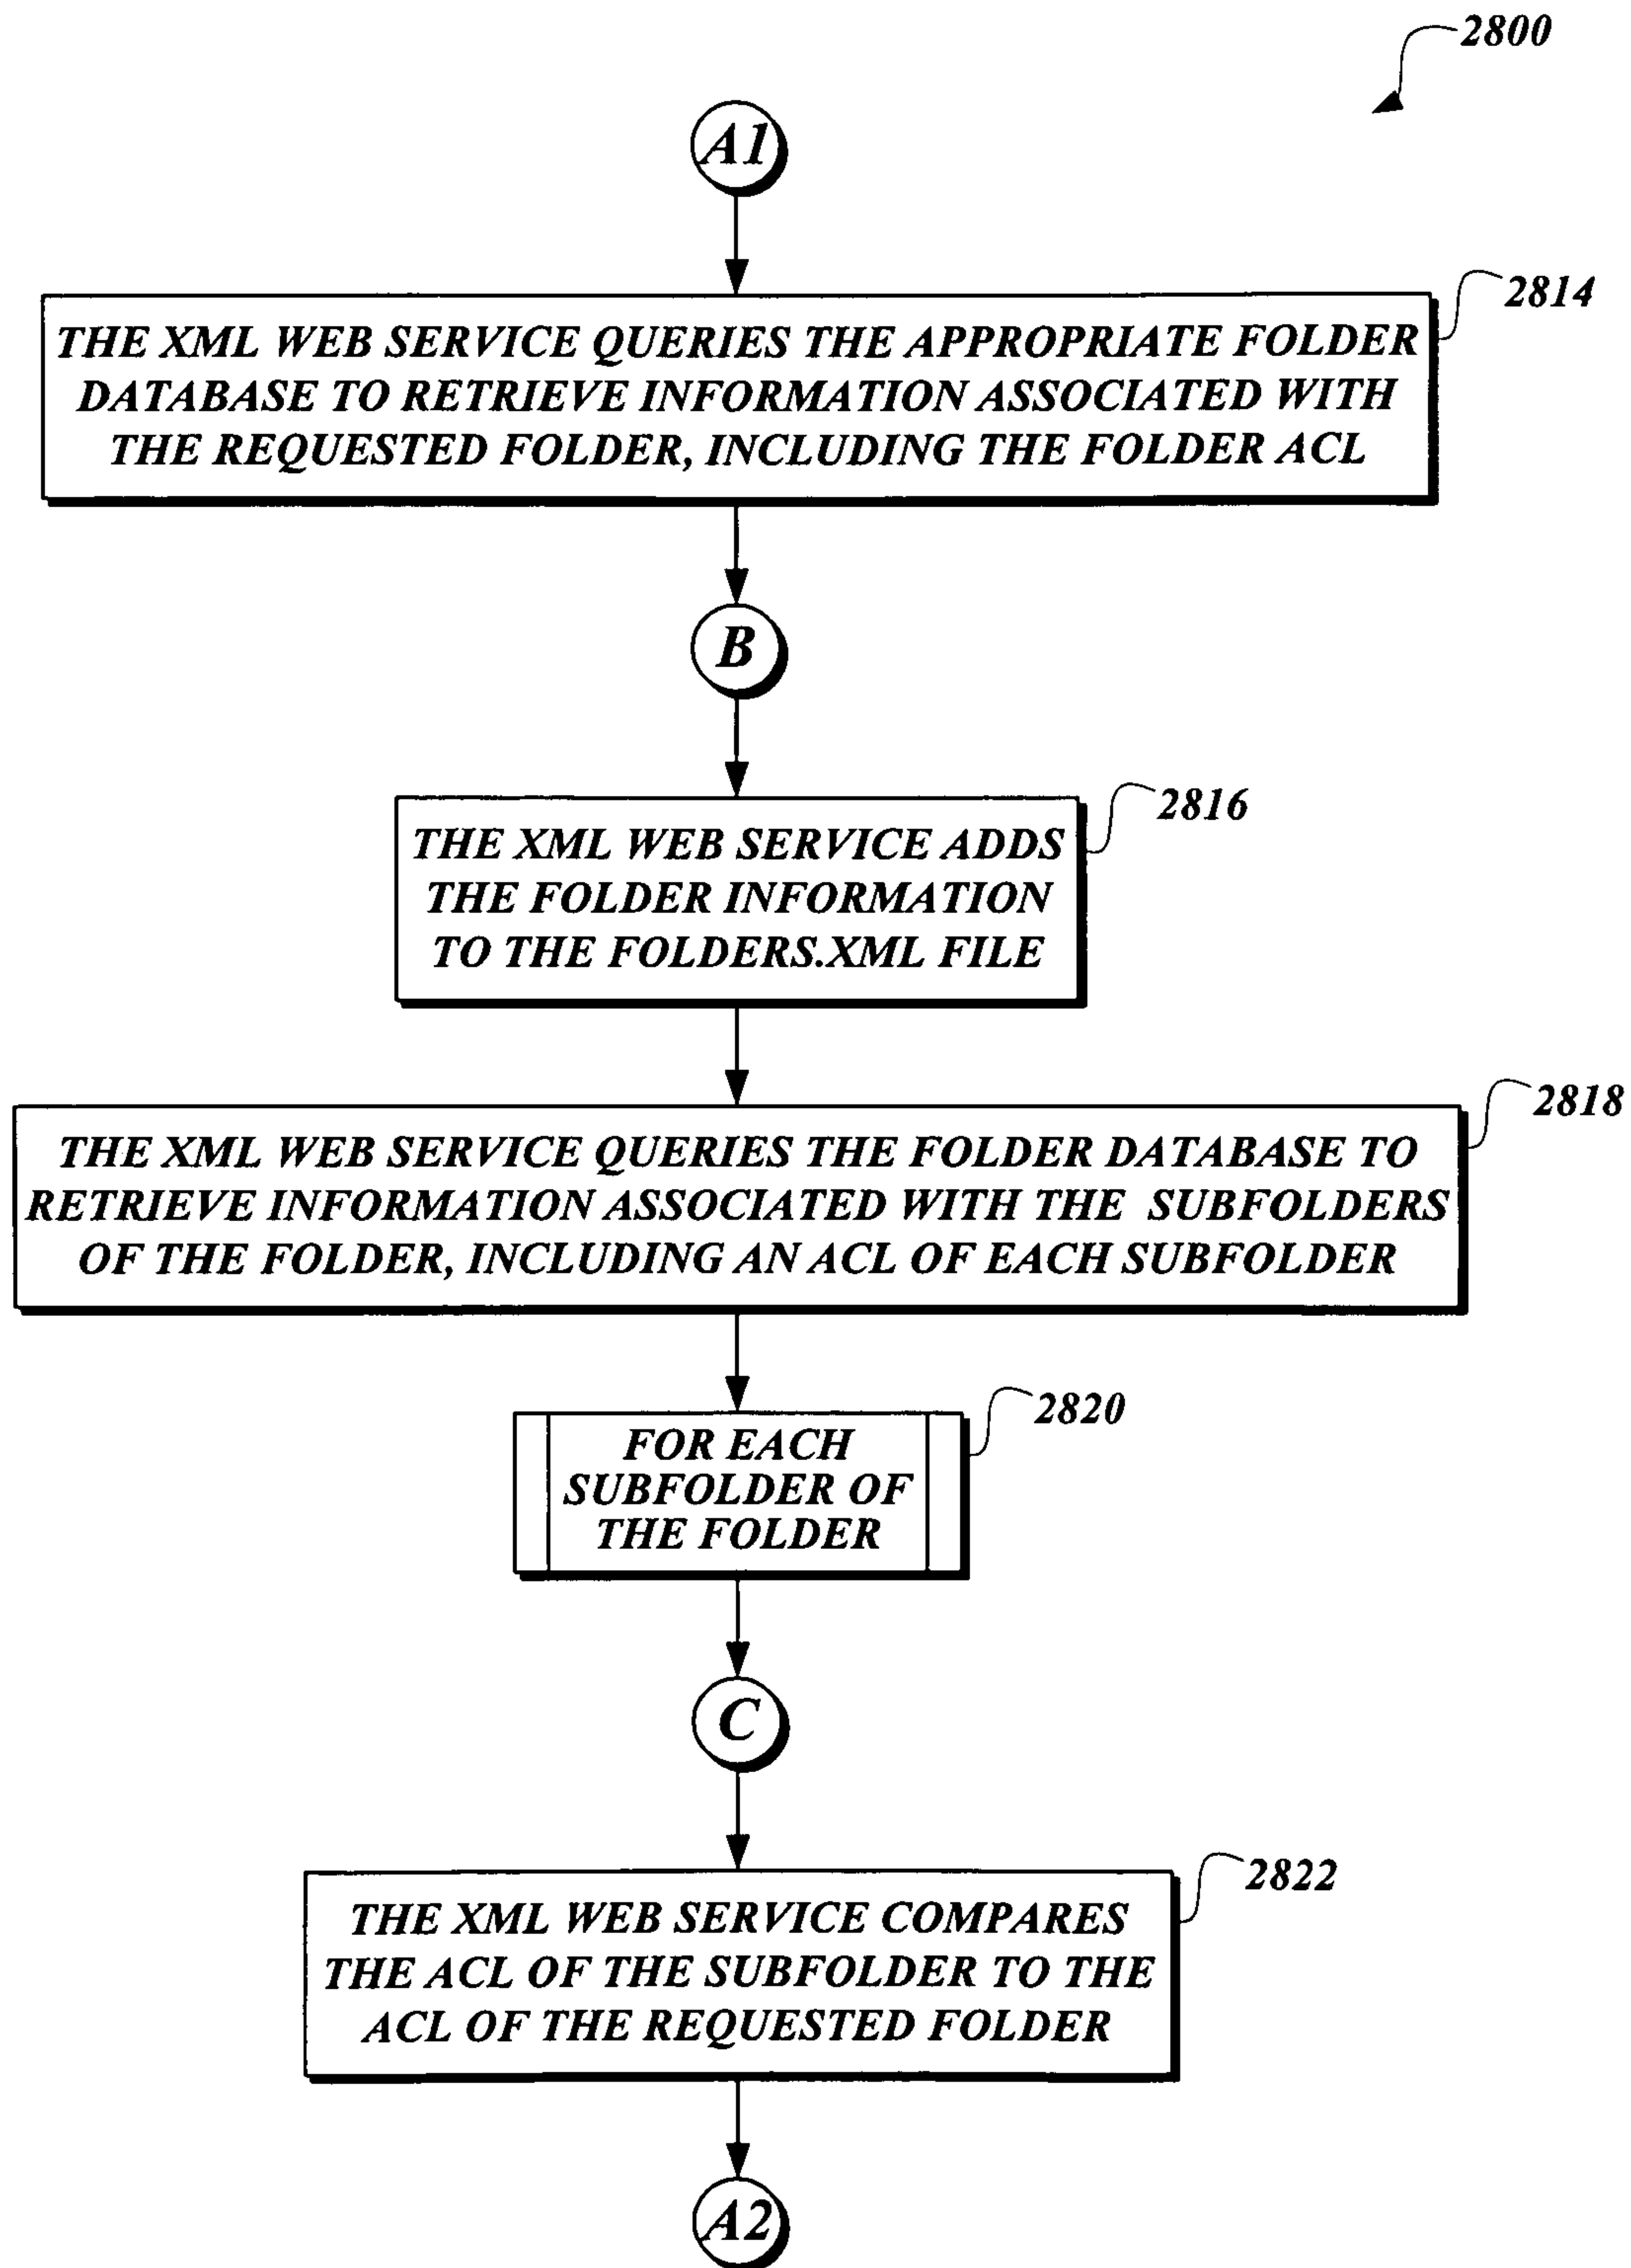 2800
A1
2814
THE XML WEB SERVICE QUERIES THE APPROPRIATE FOLDER
DATABASE TO RETRIEVE INFORMATION ASSOCIATED WITH
THE REQUESTED FOLDER, INCLUDING THE FOLDER ACL
B
2816
THE XML WEB SERVICE ADDS
THE FOLDER INFORMATION
TO THE FOLDERS.XML FILE
2818
THE XML WEB SERVICE QUERIES THE FOLDER DATABASE TO
RETRIEVE INFORMATION ASSOCIATED WITH THE SUBFOLDERS
OF THE FOLDER, INCLUDING AN ACL OF EACH SUBFOLDER
2820
FOR EACH
SUBFOLDER OF
THE FOLDER
C
2822
THE XML WEB SERVICE COMPARES
THE ACL OF THE SUBFOLDER TO THE
ACL OF THE REQUESTED FOLDER
A2